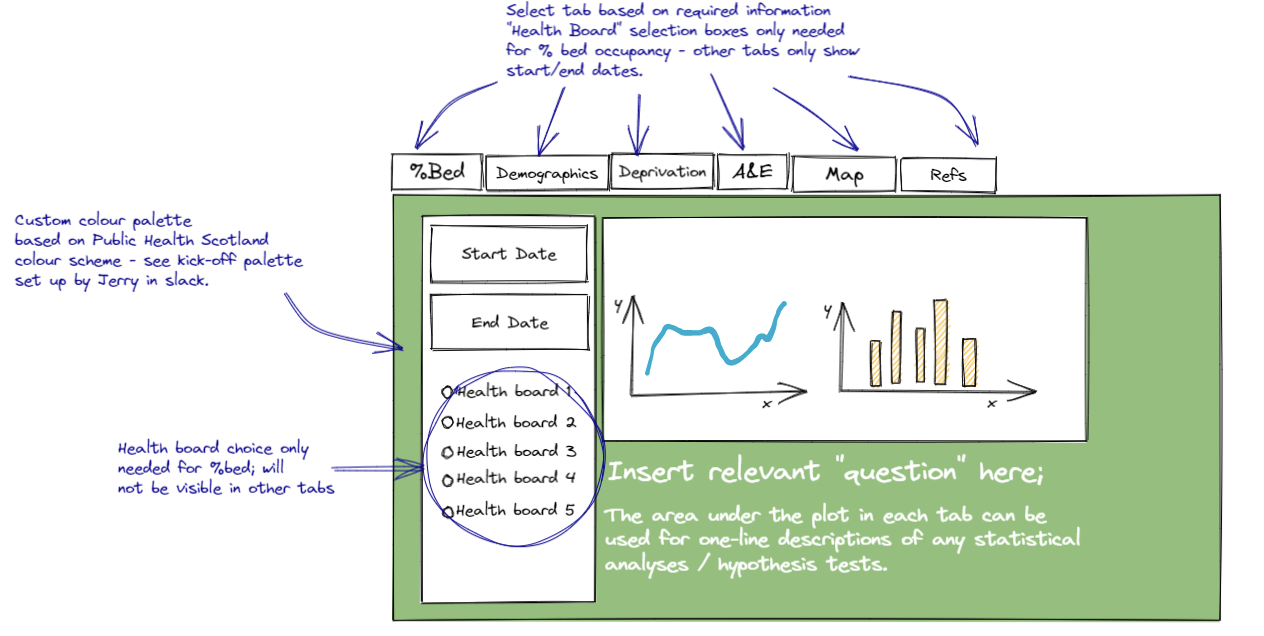 Select tab based on required information
"Health Board" selection boxes only needed
for % bed occupancy - other tabs only show
start/end dates.
%Bed
Demographics
Deprivation
A&E
Map
Refs
Custom colour palette
based on Public Health Scotland
colour scheme - see kick-off palette
set up by Jerry in slack.
Start Date
End Date
y
x
y
x
Health board 1
Health board 2
Health board 3
Health board 4
Health board 5
Health board choice only
needed for %bed; will
not be visible in other tabs
Insert relevant "question" here;
The area under the plot in each tab can be
used for one-line descriptions of any statistical
analyses / hypothesis tests.